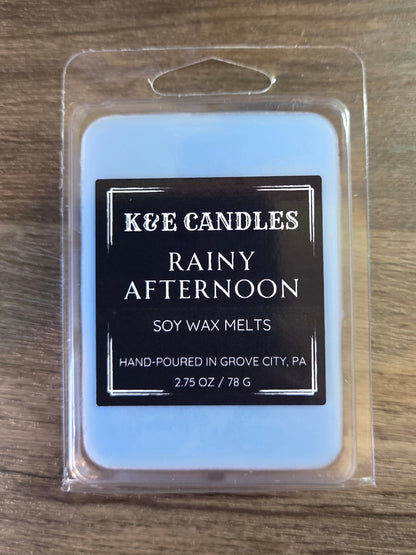 K&E CANDLES
RAINY
AFTERNOON
SOY WAX MELTS
HAND-POURED IN GROVE CITY, PA
2.75 OZ / 78 G